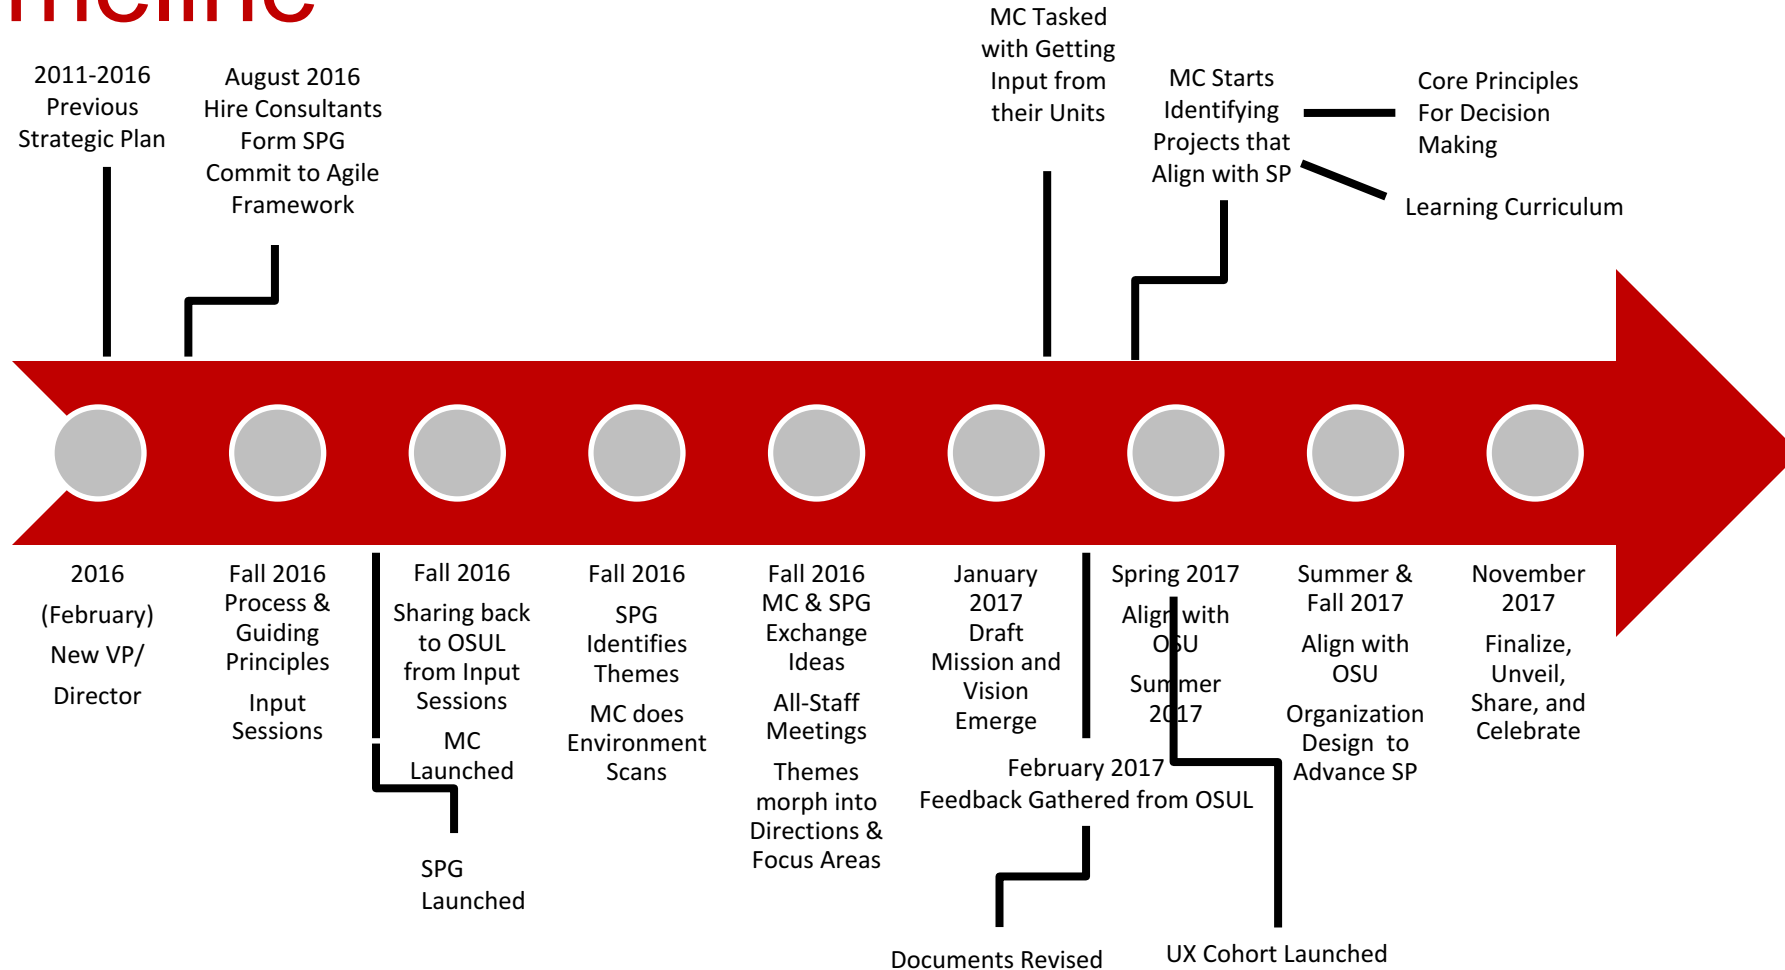 meline
2011-2016
Previous
Strategic Plan
August 2016
Hire Consultants
Form SPG
Commit to Agile
Framework
MC Tasked
with Getting
Input from
their Units
MC Starts
Identifying
Projects that
Align with SP
Core Principles
For Decision
Making
Learning Curriculum
2016
(February)
New VP/
Director
Fall 2016
Process &
Guiding
Principles
Input
Sessions
Fall 2016
Sharing back
to OSUL
from Input
Sessions
MC
Launched
SPG
Launched
Fall 2016
SPG
Identifies
Themes
MC does
Environment
Scans
Fall 2016
MC & SPG
Exchange
Ideas
All-Staff
Meetings
Themes
morph into
Directions &
Focus Areas
January
2017
Draft
Mission and
Vision
Emerge
February 2017
Feedback Gathered from OSUL
Documents Revised
Spring 2017
Align with
OSU
Summer
2017
UX Cohort Launched
Summer &
Fall 2017
Align with
OSU
Organization
Design to
Advance SP
November
2017
Finalize,
Unveil,
Share, and
Celebrate